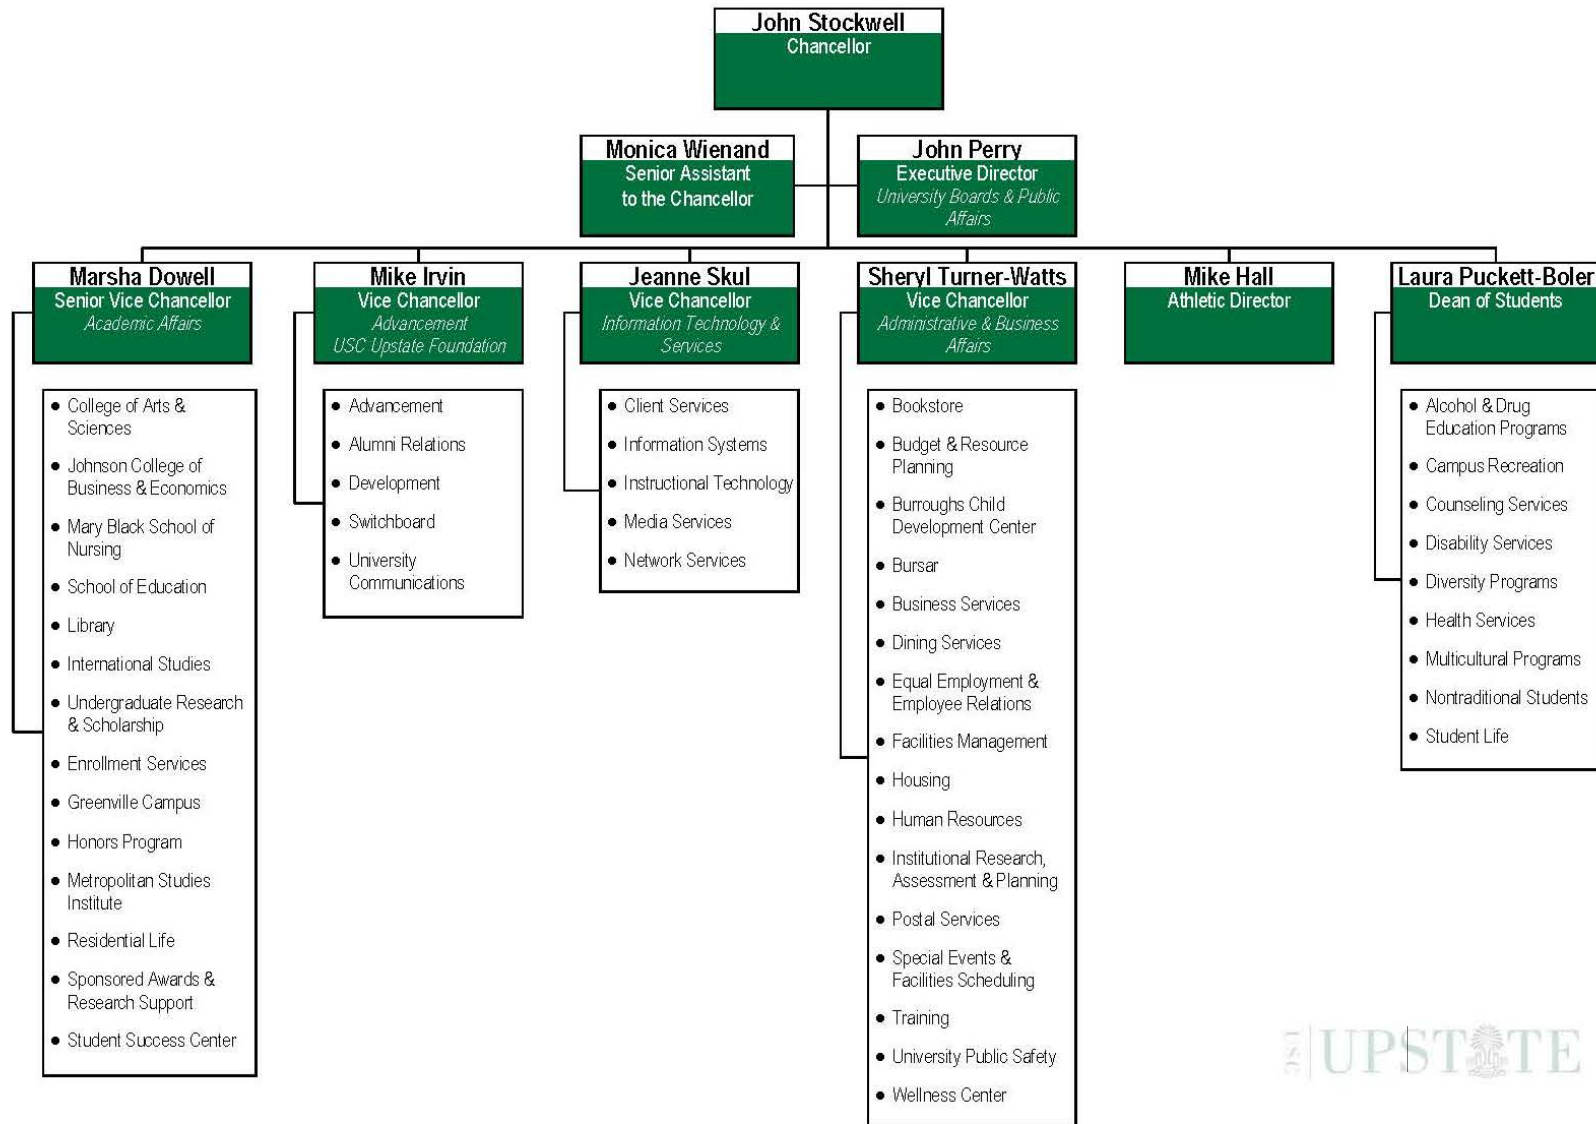 John Stockwell
Chancellor
Monica Wienand
Senior Assistant
to the Chancellor
John Perry
Executive Director
University Boards & Public
Affairs
Marsha Dowell
Senior Vice Chancellor
Academic Affairs
Mike Irvin
Vice Chancellor
Advancement
USC Upstate Foundation
Jeanne Skul
Vice Chancellor
Information Technology &
Services
Sheryl Turner-Watts
Vice Chancellor
Administrative & Business
Affairs
Mike Hall
Athletic Director
Laura Puckett-Boler
Dean of Students
• College of Arts &
Sciences
• Johnson College of
Business & Economics
• Mary Black School of
Nursing
• School of Education
• Library
• International Studies
• Undergraduate Research
& Scholarship
• Enrollment Services
• Greenville Campus
• Honors Program
• Metropolitan Studies
Institute
• Residential Life
• Sponsored Awards &
Research Support
• Student Success Center
• Advancement
• Alumni Relations
• Development
• Switchboard
• University
Communications
• Client Services
• Information Systems
• Instructional Technology
• Media Services
• Network Services
• Bookstore
• Budget & Resource
Planning
• Burroughs Child
Development Center
• Bursar
• Business Services
• Dining Services
• Equal Employment &
Employee Relations
• Facilities Management
• Housing
• Human Resources
• Institutional Research,
Assessment & Planning
• Postal Services
• Special Events &
Facilities Scheduling
• Training
• University Public Safety
• Wellness Center
• Alcohol & Drug
Education Programs
• Campus Recreation
• Counseling Services
• Disability Services
• Diversity Programs
• Health Services
• Multicultural Programs
• Nontraditional Students
• Student Life
USC UPSTATE